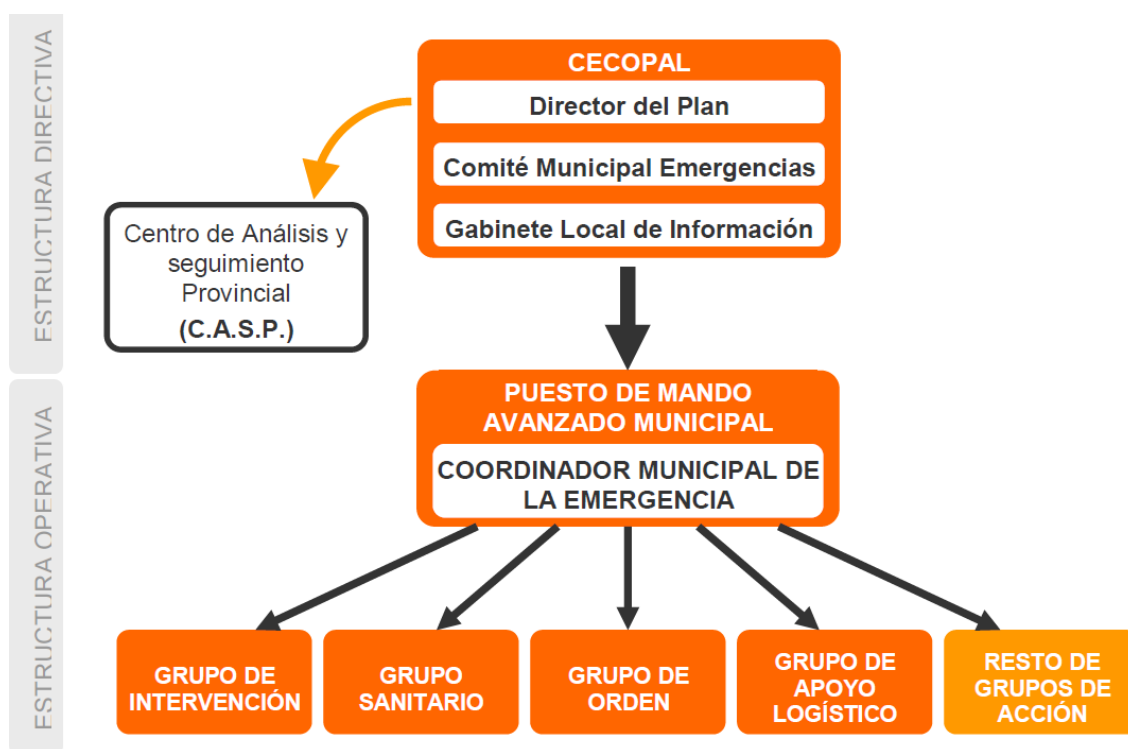 ESTRUCTURA DIRECTIVA
CECOPAL
Director del Plan
Comité Municipal Emergencias
Gabinete Local de Información
Centro de Análisis y
seguimiento
Provincial
(C.A.S.P.)
ESTRUCTURA OPERATIVA
PUESTO DE MANDO
AVANZADO MUNICIPAL
COORDINADOR MUNICIPAL DE
LA EMERGENCIA
GRUPO DE
INTERVENCIÓN
GRUPO
SANITARIO
GRUPO DE
ORDEN
GRUPO DE
APOYO
LOGÍSTICO
RESTO DE
GRUPOS DE
ACCIÓN